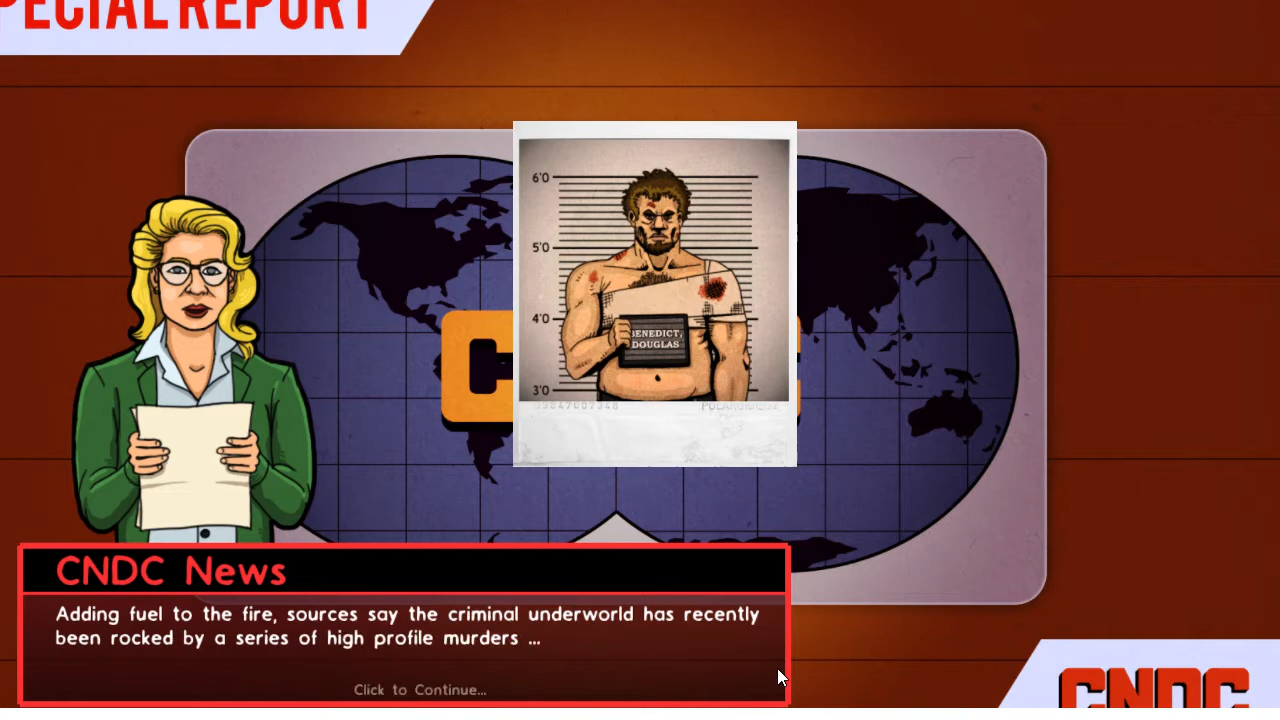 PECIAL REPORT
6'0
5'0
4'0
3'0
BENEDICT,
DOUGLAS
C
CNDC News
Adding fuel to the fire, sources say the criminal underworld has recently
been rocked by a series of high profile murders ...
Click to Continue...
CNDC